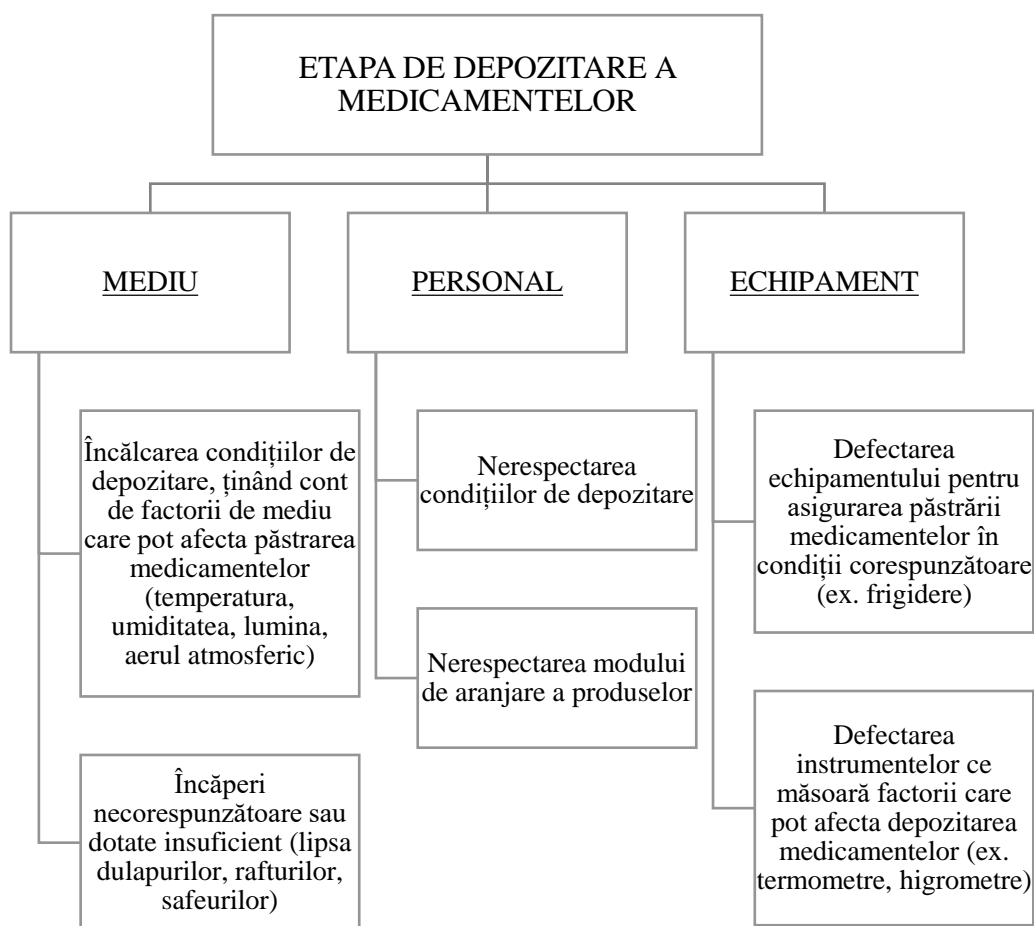 ETAPA DE DEPOZITARE A
MEDICAMENTELOR
MEDIU
PERSONAL
ECHIPAMENT
Încălcarea condițiilor de
depozitare, ținând cont
de factorii de mediu
care pot afecta păstrarea
medicamentelor
(temperatura,
umiditatea, lumina,
aerul atmosferic)
Încăperi
necorespunzătoare sau
dotate insuficient (lipsa
dulapurilor, rafturilor,
safeurilor)
Nerespectarea
condițiilor de depozitare
Nerespectarea modului
de aranjare a produselor
Defectarea
echipamentului pentru
asigurarea păstrării
medicamentelor în
condiții corespunzătoare
(ex. frigidere)
Defectarea
instrumentelor ce
măsoară factorii care
pot afecta depozitarea
medicamentelor (ex.
termometre, higrometre)